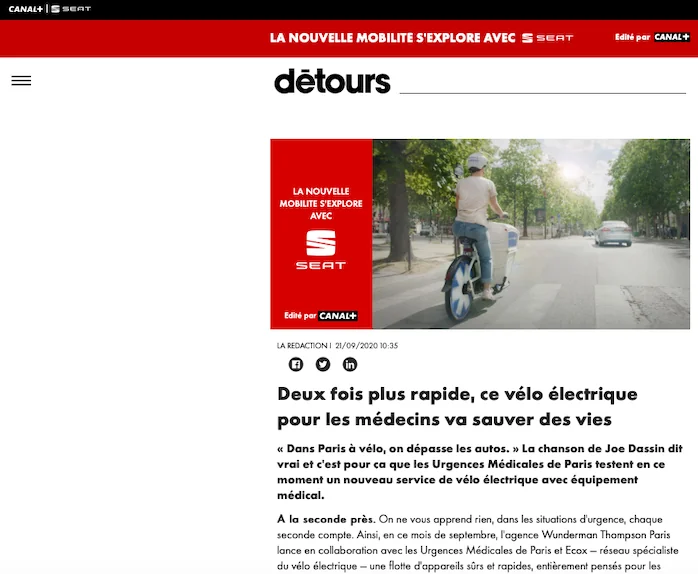 CANAL+ | SEAT
LA NOUVELLE MOBILITE S'EXPLORE AVEC SEAT
Edité par CANAL+
dētours
LA NOUVELLE
MOBILITE S'EXPLORE
AVEC
SEAT
Edité par CANAL+
LA REDACTION | 21/09/2020 10:35
Deux fois plus rapide, ce vélo électrique
pour les médecins va sauver des vies
« Dans Paris à vélo, on dépasse les autos. » La chanson de Joe Dassin dit
vrai et c'est pour ça que les Urgences Médicales de Paris testent en ce
moment un nouveau service de vélo électrique avec équipement
médical.
A la seconde près. On ne vous apprend rien, dans les situations d'urgence, chaque
seconde compte. Ainsi, en ce mois de septembre, l'agence Wunderman Thompson Paris
lance en collaboration avec les Urgences Médicales de Paris et Ecox – réseau spécialiste
du vélo électrique – une flotte d'appareils sûrs et rapides, entièrement pensés pour les